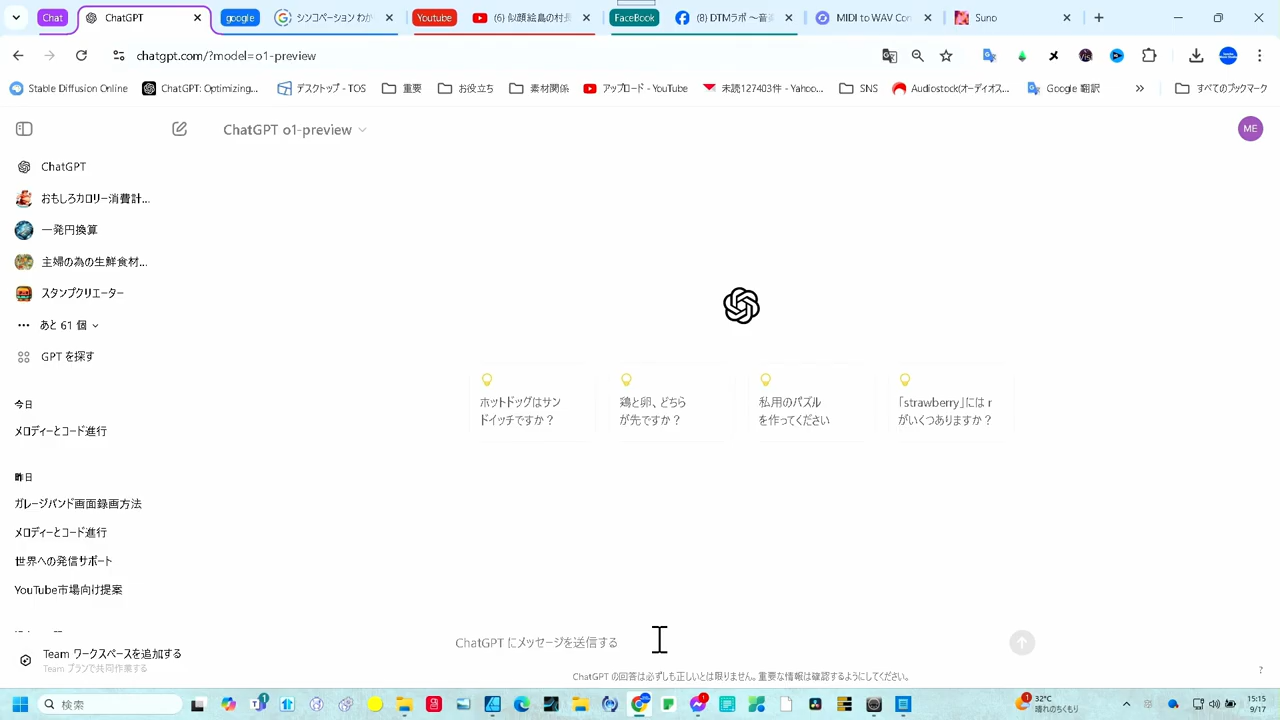 Chat
ChatGPT
google
シンコペーション わか
Youtube
(6) 似顔絵島の村長
FaceBook
(8) DTMラボ ～音楽
MIDI to WAV Con
Suno
chatgpt.com/?model=o1-preview
Stable Diffusion Online
ChatGPT: Optimizing...
デスクトップ - TOS
重要
お役立ち
素材関係
アップロード - YouTube
未読127403件 - Yahoo...
SNS
Audiostock(オーディオス...
Google 翻訳
すべてのブックマーク
ChatGPT o1-preview
ME
ChatGPT
おもしろカロリー消費計...
一発円換算
主婦の為の生鮮食材...
スタンプクリエーター
あと 61 個
GPT を探す
今日
メロディーとコード進行
昨日
ガレージバンド画面録画方法
メロディーとコード進行
世界への発信サポート
YouTube市場向け提案
Team ワークスペースを追加する
Team プランで共同作業する
ホットドッグはサン
ドイッチですか？
鶏と卵、どちら
が先ですか？
私用のパズル
を作ってください
「strawberry」には r
がいくつありますか？
ChatGPT にメッセージを送信する
ChatGPT の回答は必ずしも正しいとは限りません。重要な情報は確認するようにしてください。
?
検索
32°C
晴れのちくもり
15:15
9/17